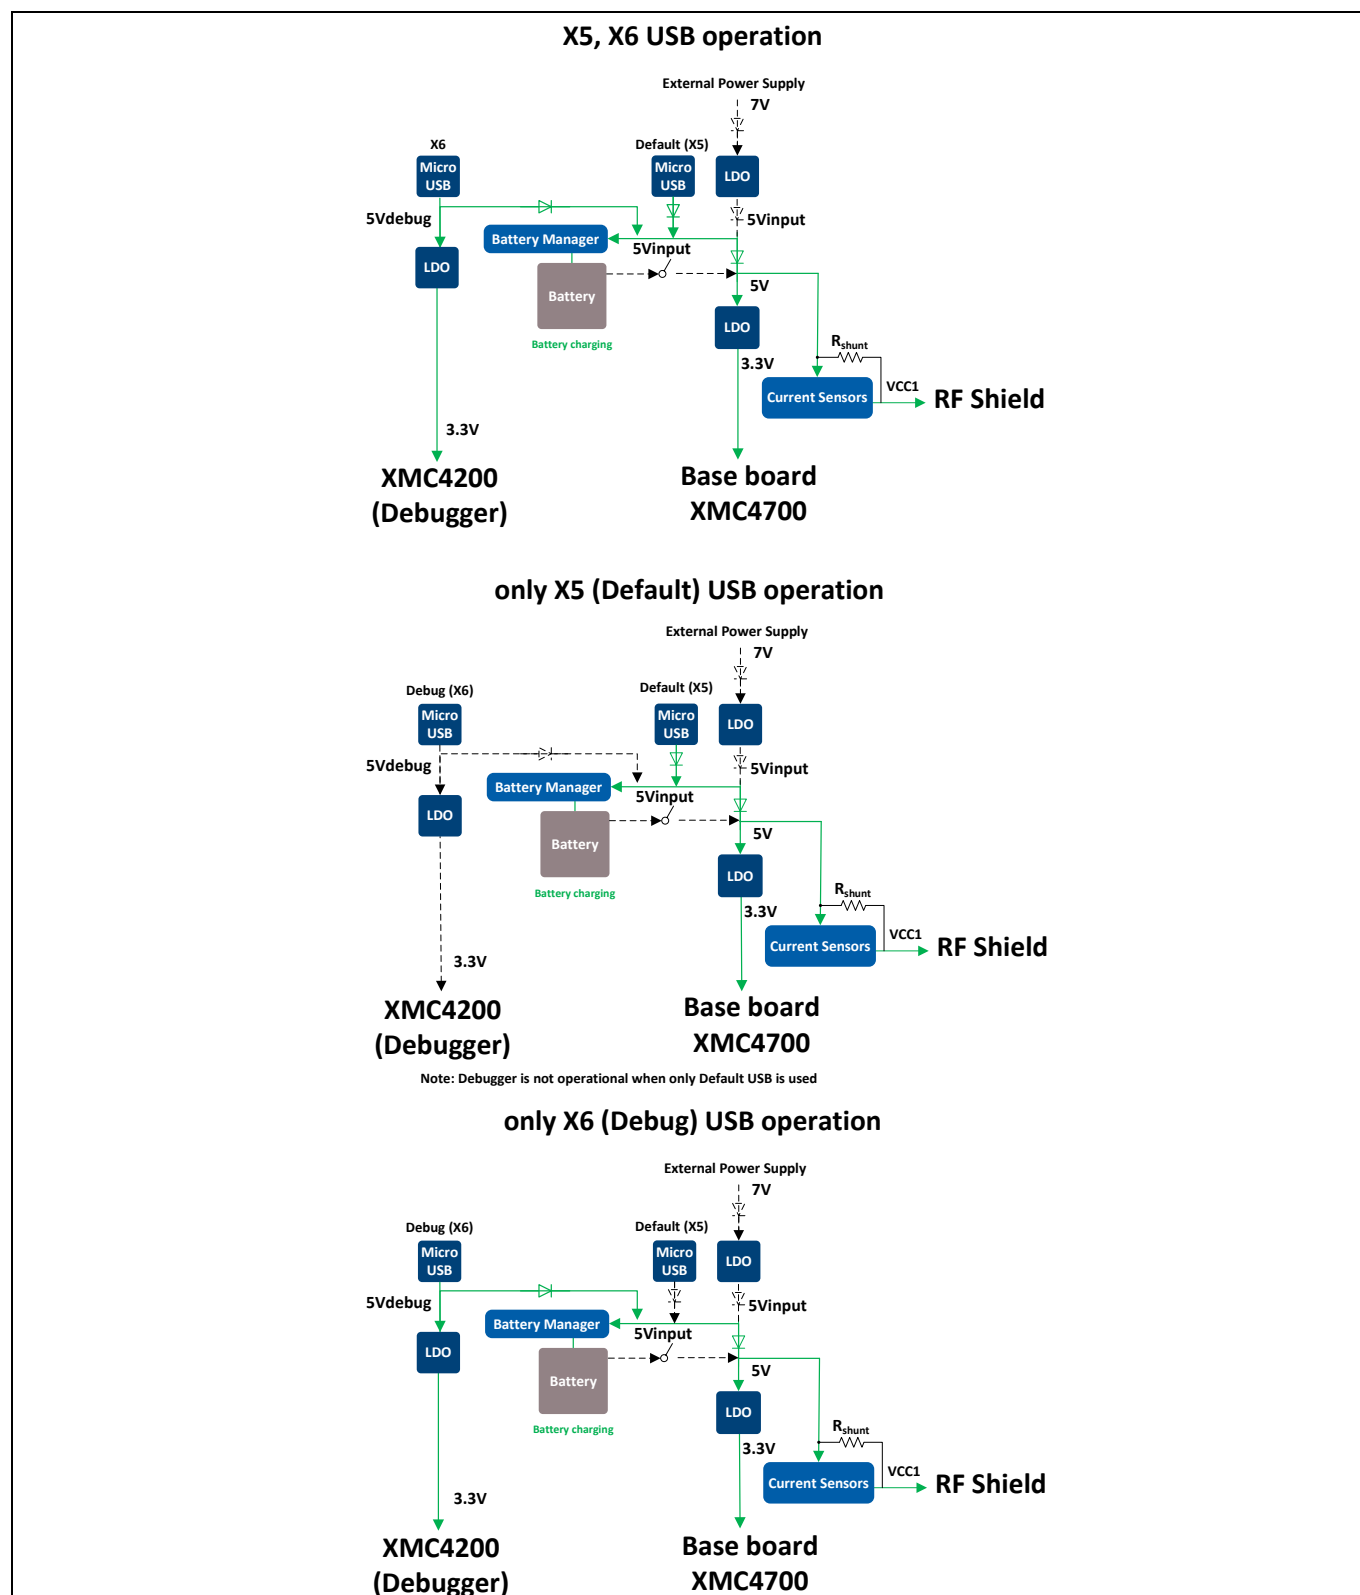 X5, X6 USB operation
External Power Supply
7V
X6
Default (X5)
Micro
USB
Micro
USB
LDO
5Vdebug
5Vinput
Battery Manager
5Vinput
LDO
Battery
5V
LDO
Battery charging
Rshunt
3.3V
VCC1
Current Sensors
RF Shield
3.3V
XMC4200
(Debugger)
Base board
XMC4700
only X5 (Default) USB operation
External Power Supply
7V
Debug (X6)
Default (X5)
Micro
USB
Micro
USB
LDO
5Vdebug
5Vinput
Battery Manager
5Vinput
LDO
Battery
5V
LDO
Battery charging
Rshunt
3.3V
VCC1
Current Sensors
RF Shield
3.3V
XMC4200
(Debugger)
Base board
XMC4700
Note: Debugger is not operational when only Default USB is used
only X6 (Debug) USB operation
External Power Supply
7V
Debug (X6)
Default (X5)
Micro
USB
Micro
USB
LDO
5Vdebug
5Vinput
Battery Manager
5Vinput
LDO
Battery
5V
LDO
Battery charging
Rshunt
3.3V
VCC1
Current Sensors
RF Shield
3.3V
XMC4200
(Debugger)
Base board
XMC4700